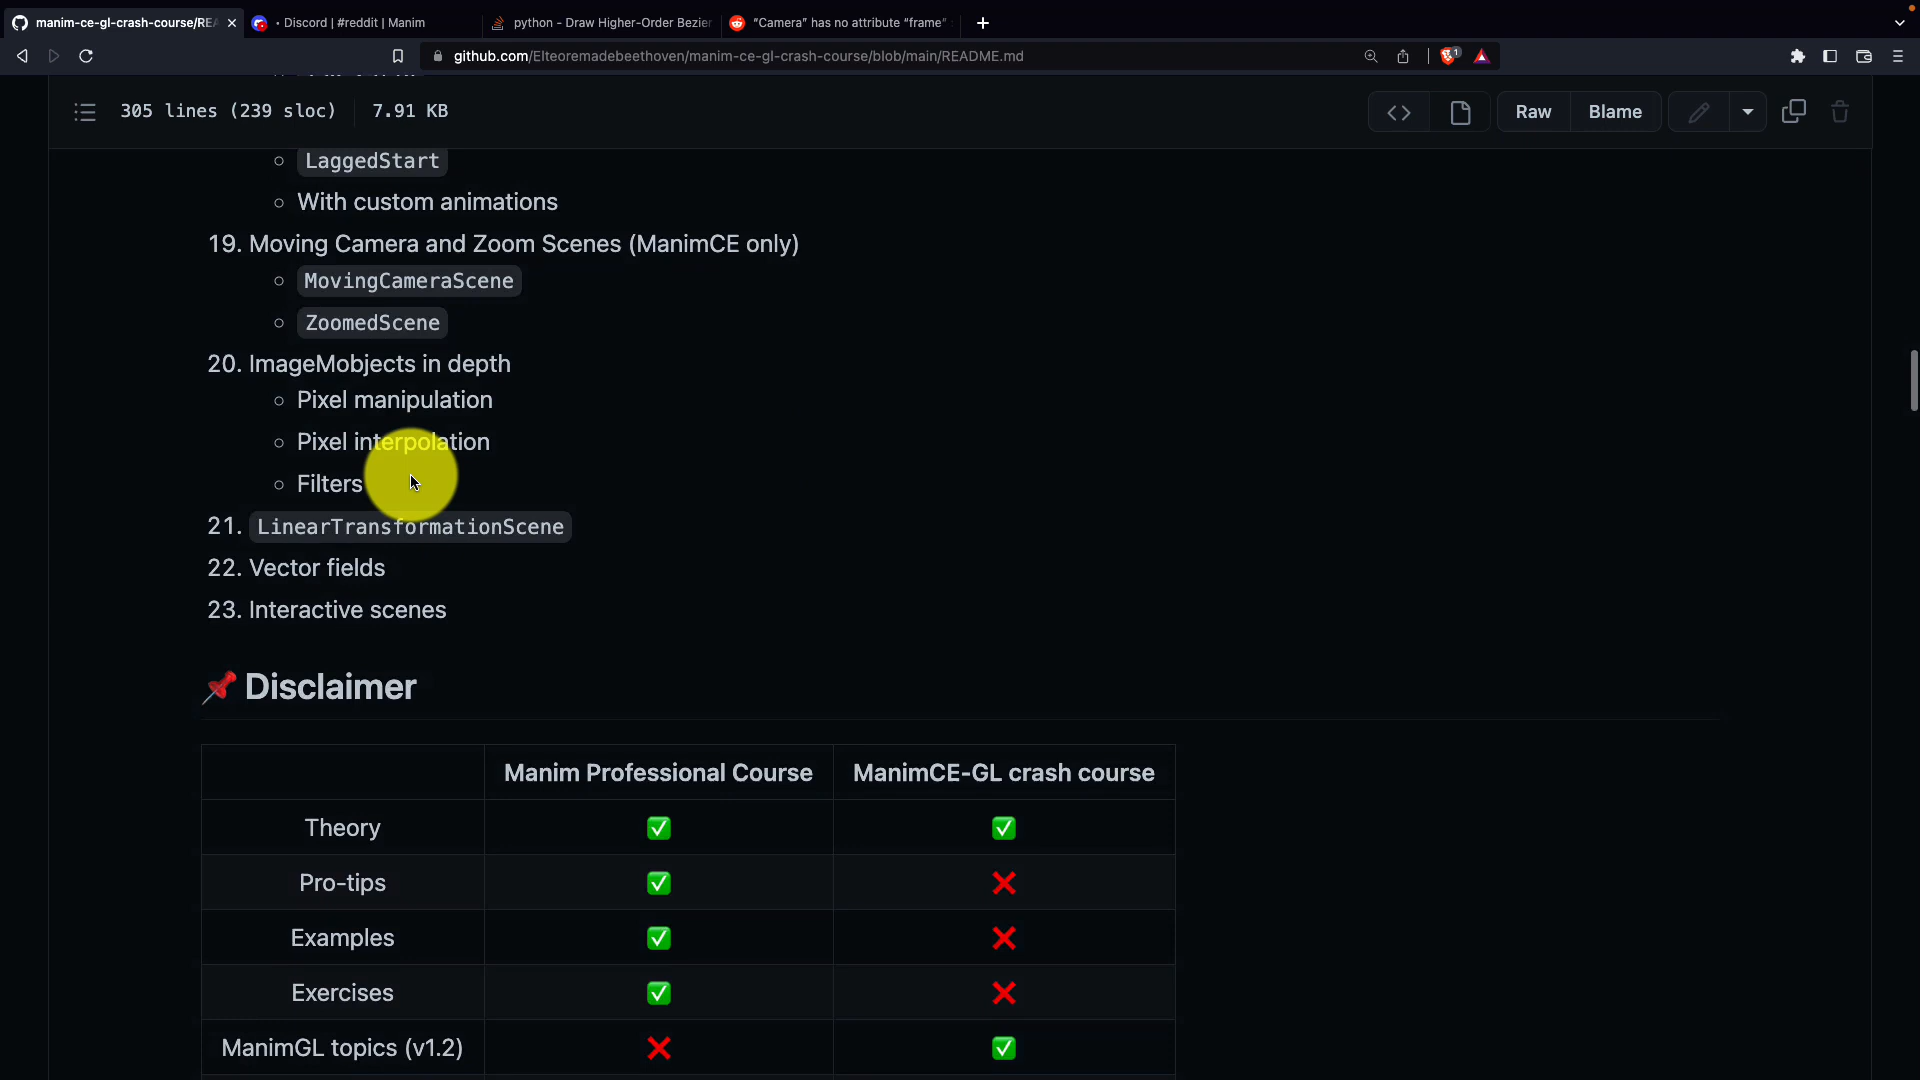 manim-ce-gl-crash-course/REA
• Discord | #reddit | Manim
python - Draw Higher-Order Bezier
"Camera" has no attribute "frame"
github.com/Elteoremadebeethoven/manim-ce-gl-crash-course/blob/main/README.md
1
305 lines (239 sloc)
7.91 KB
Raw
Blame
LaggedStart
With custom animations
19. Moving Camera and Zoom Scenes (ManimCE only)
MovingCameraScene
ZoomedScene
20. ImageMobjects in depth
Pixel manipulation
Pixel interpolation
Filters
21. LinearTransformationScene
22. Vector fields
23. Interactive scenes
📌 Disclaimer
Manim Professional Course
ManimCE-GL crash course
Theory ✅ ✅
Pro-tips ✅ ❌
Examples ✅ ❌
Exercises ✅ ❌
ManimGL topics (v1.2) ❌ ✅